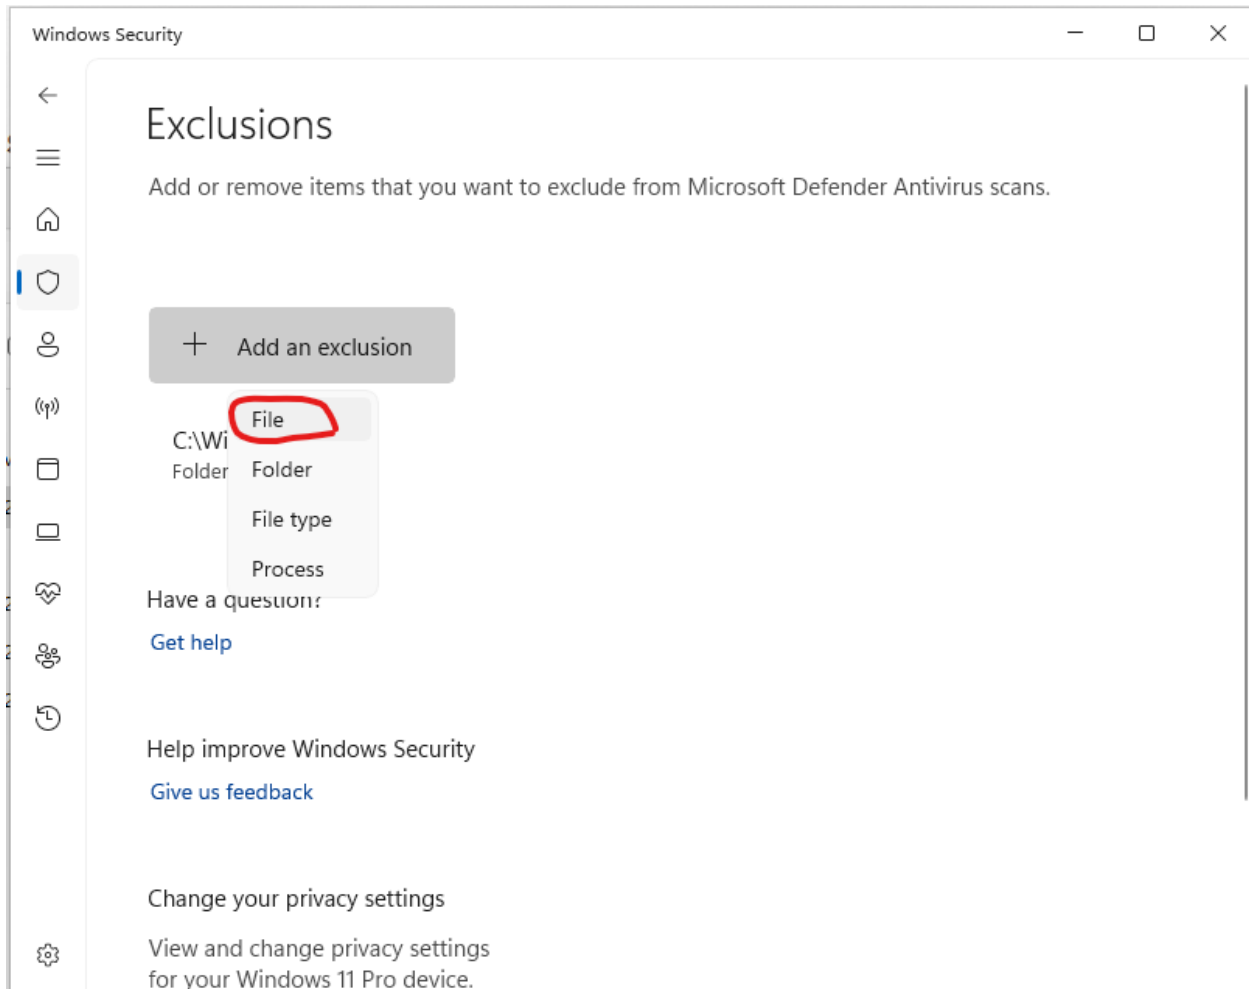 Windows Security
Exclusions
Add or remove items that you want to exclude from Microsoft Defender Antivirus scans.
Add an exclusion
File
C:\Wi
Folder
Folder
File type
Process
Have a question?
Get help
Help improve Windows Security
Give us feedback
Change your privacy settings
View and change privacy settings
for your Windows 11 Pro device.